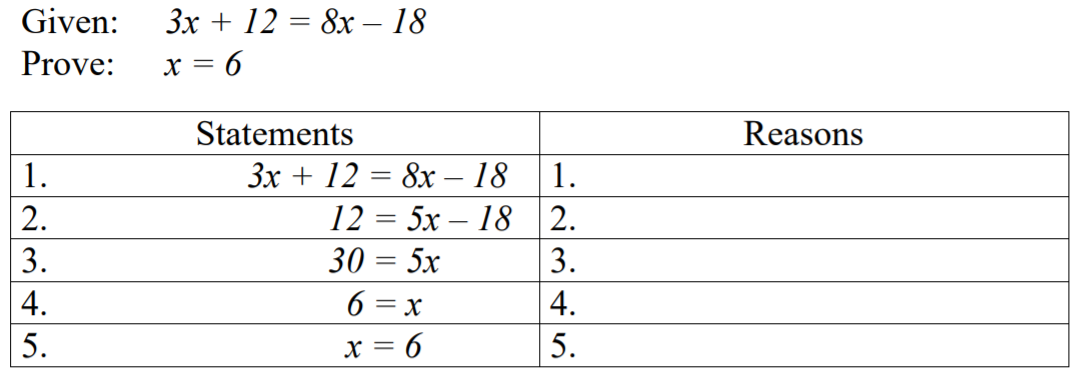 Given: 3x + 12 = 8x – 18
Prove: x = 6
Statements Reasons
1. 3x + 12 = 8x – 18 1.
2. 12 = 5x – 18 2.
3. 30 = 5x 3.
4. 6 = x 4.
5. x = 6 5.